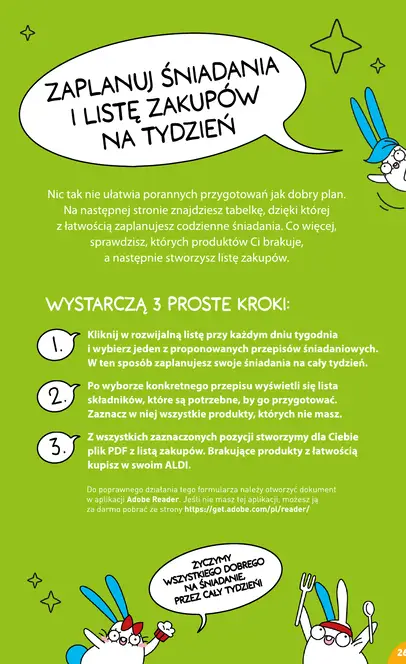 ZAPLANUJ ŚNIADANIA
I LISTĘ ZAKUPÓW
NA TYDZIEŃ
Nic tak nie ułatwia porannych przygotowań jak dobry plan.
Na następnej stronie znajdziesz tabelkę, dzięki której
z łatwością zaplanujesz codzienne śniadania. Co więcej,
sprawdzisz, których produktów Ci brakuje,
a następnie stworzysz listę zakupów.
WYSTARCZĄ 3 PROSTE KROKI:
1. Kliknij w rozwijalną listę przy każdym dniu tygodnia
i wybierz jeden z proponowanych przepisów śniadaniowych.
W ten sposób zaplanujesz swoje śniadania na cały tydzień.
2. Po wyborze konkretnego przepisu wyświetli się lista
składników, które są potrzebne, by go przygotować.
Zaznacz w niej wszystkie produkty, których nie masz.
3. Z wszystkich zaznaczonych pozycji stworzymy dla Ciebie
plik PDF z listą zakupów. Brakujące produkty z łatwością
kupisz w swoim ALDI.
Do poprawnego działania tego formularza należy otworzyć dokument
w aplikacji Adobe Reader. Jeśli nie masz tej aplikacji, możesz ją
za darmo pobrać ze strony https://get.adobe.com/pl/reader/
ŻYCZYMY
WSZYSTKIEGO DOBREGO
NA ŚNIADANIE,
PRZEZ CAŁY TYDZIEŃ!